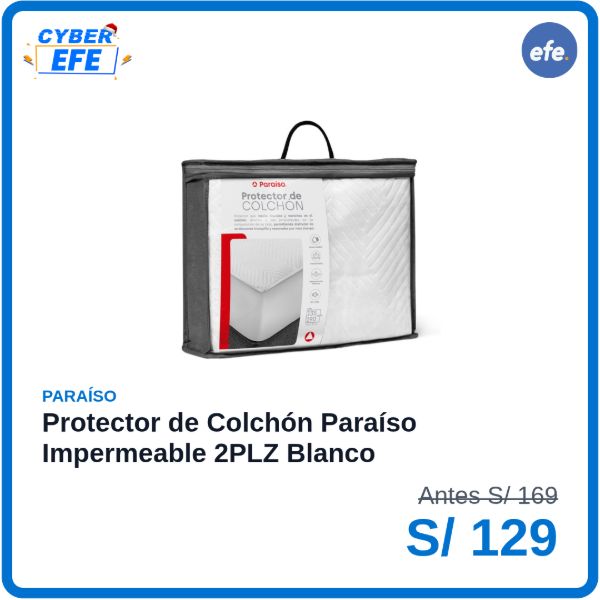 CYBER
EFE
efe.
Paraíso
Protector de
COLCHÓN
PARAÍSO
Protector de Colchón Paraíso
Impermeable 2PLZ Blanco
Antes S/ 169
S/ 129